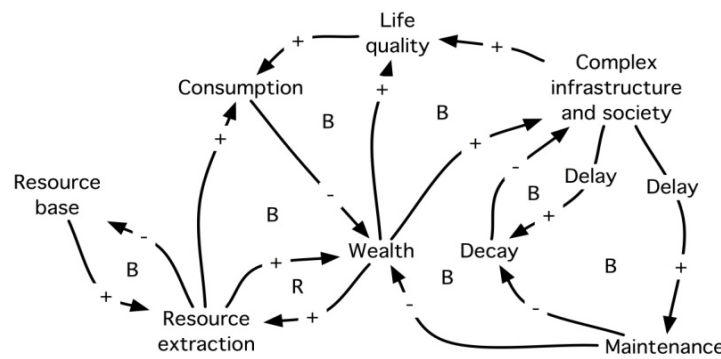 Life
quality
+
+
Complex
infrastructure
and society
Consumption
+
B
B
+
+
-
Resource
base
-
Delay
Delay
B
-
B
+
-
Wealth
Decay
+
B
+
B
B
+
R
-
-
+
Resource
extraction
Maintenance